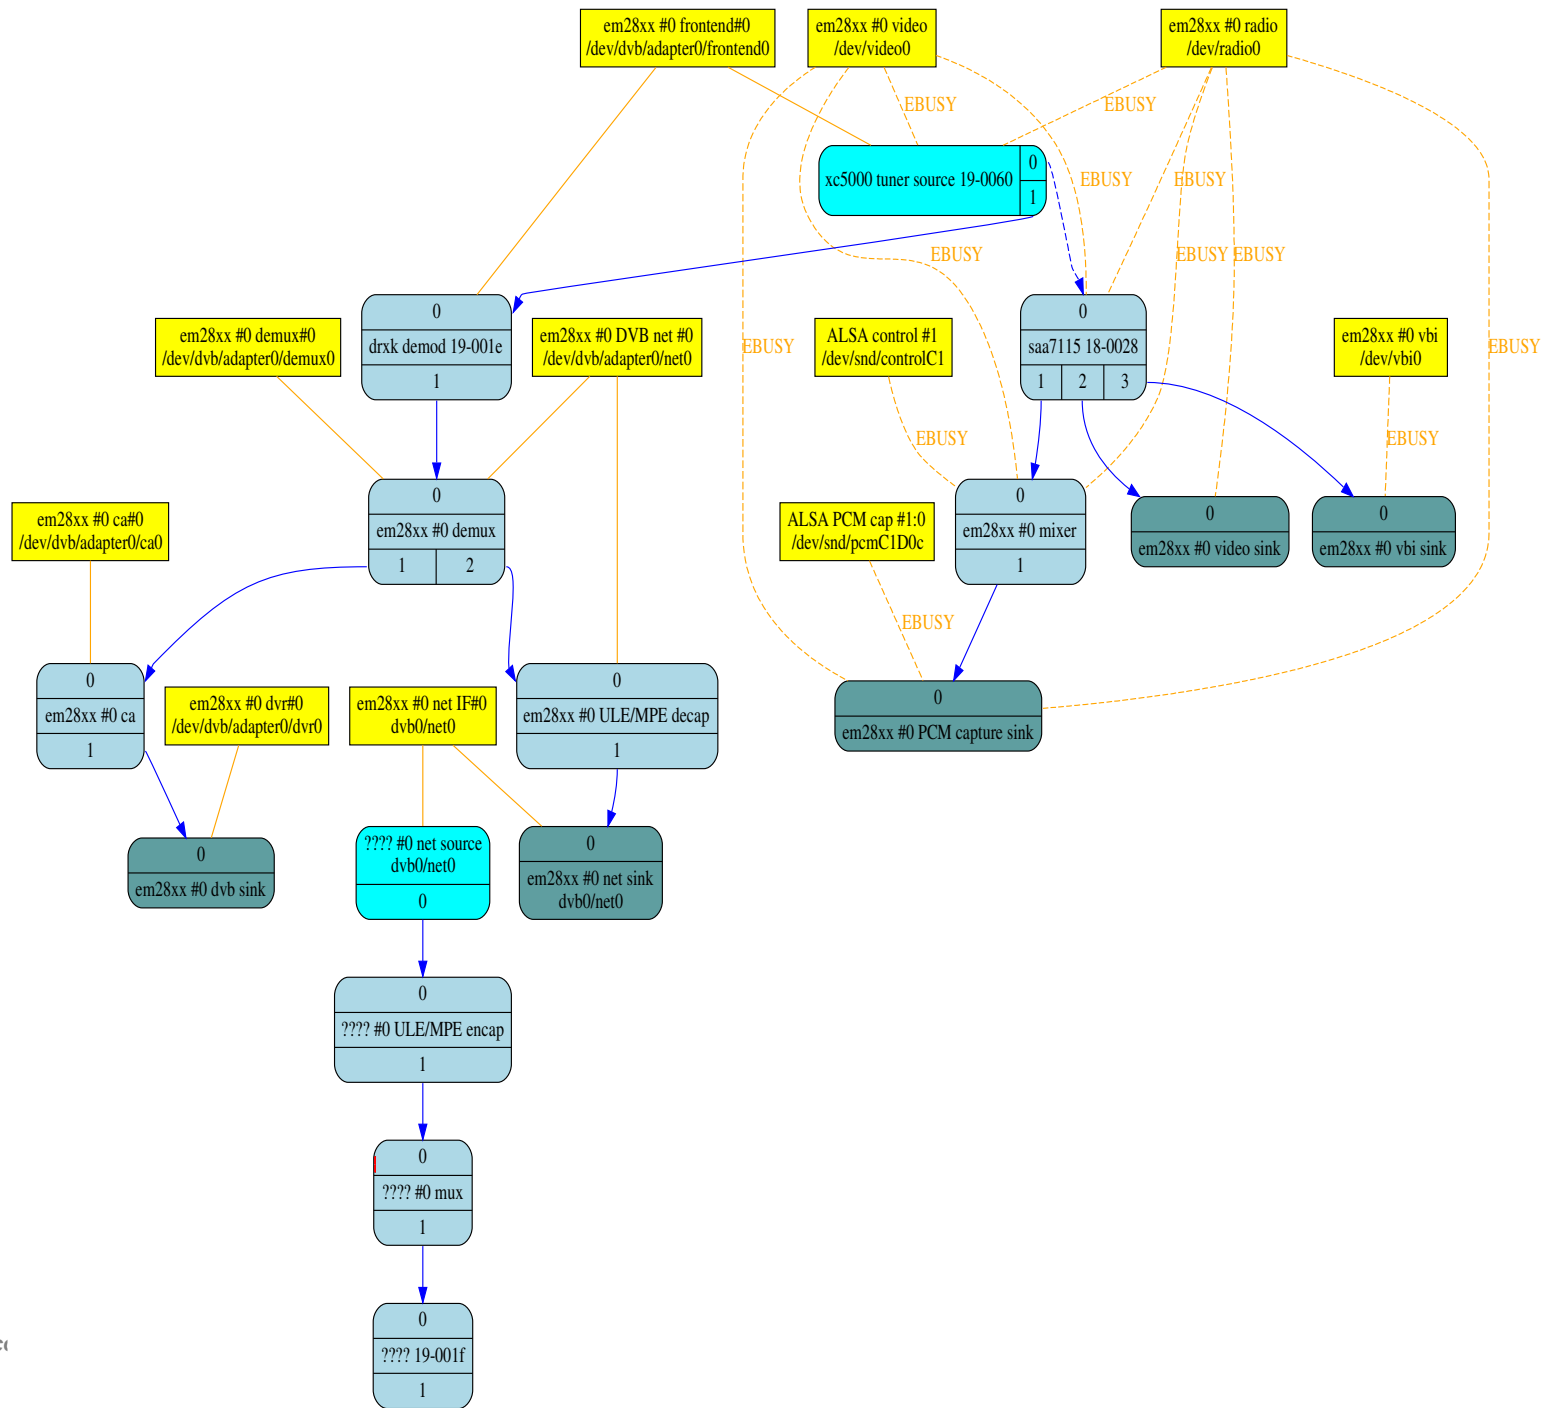 em28xx #0 frontend#0
/dev/dvb/adapter0/frontend0
em28xx #0 video
/dev/video0
em28xx #0 radio
/dev/radio0
EBUSY
EBUSY
xc5000 tuner source 19-0060
0
1
EBUSY
EBUSY
EBUSY
EBUSY
EBUSY
0
drxk demod 19-001e
1
em28xx #0 demux#0
/dev/dvb/adapter0/demux0
em28xx #0 DVB net #0
/dev/dvb/adapter0/net0
EBUSY
ALSA control #1
/dev/snd/controlC1
0
saa7115 18-0028
1 2 3
em28xx #0 vbi
/dev/vbi0
EBUSY
EBUSY
EBUSY
em28xx #0 ca#0
/dev/dvb/adapter0/ca0
0
em28xx #0 demux
1 2
ALSA PCM cap #1:0
/dev/snd/pcmC1D0c
0
em28xx #0 mixer
1
0
em28xx #0 video sink
0
em28xx #0 vbi sink
EBUSY
0
em28xx #0 ca
1
em28xx #0 dvr#0
/dev/dvb/adapter0/dvr0
em28xx #0 net IF#0
dvb0/net0
0
em28xx #0 ULE/MPE decap
1
0
em28xx #0 PCM capture sink
0
em28xx #0 dvb sink
???? #0 net source
dvb0/net0
0
0
em28xx #0 net sink
dvb0/net0
0
???? #0 ULE/MPE encap
1
0
???? #0 mux
1
0
???? 19-001f
1